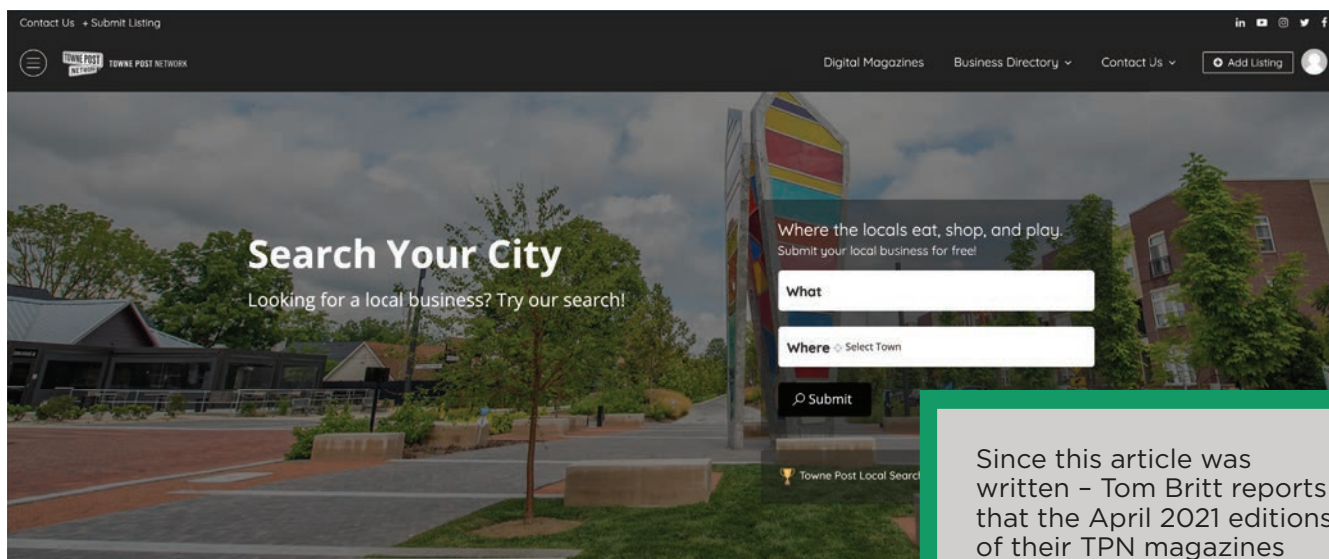 Contact Us + Submit Listing
in f
TOWNE POST NETWORK
TOWNE POST NETWORK
Digital Magazines Business Directory Contact Us Add Listing
Search Your City
Looking for a local business? Try our search!
Where the locals eat, shop, and play.
Submit your local business for free!
What
Where Select Town
Submit
Towne Post Local Search
Since this article was
written – Tom Britt reports
that the April 2021 editions
of their TPN magazines